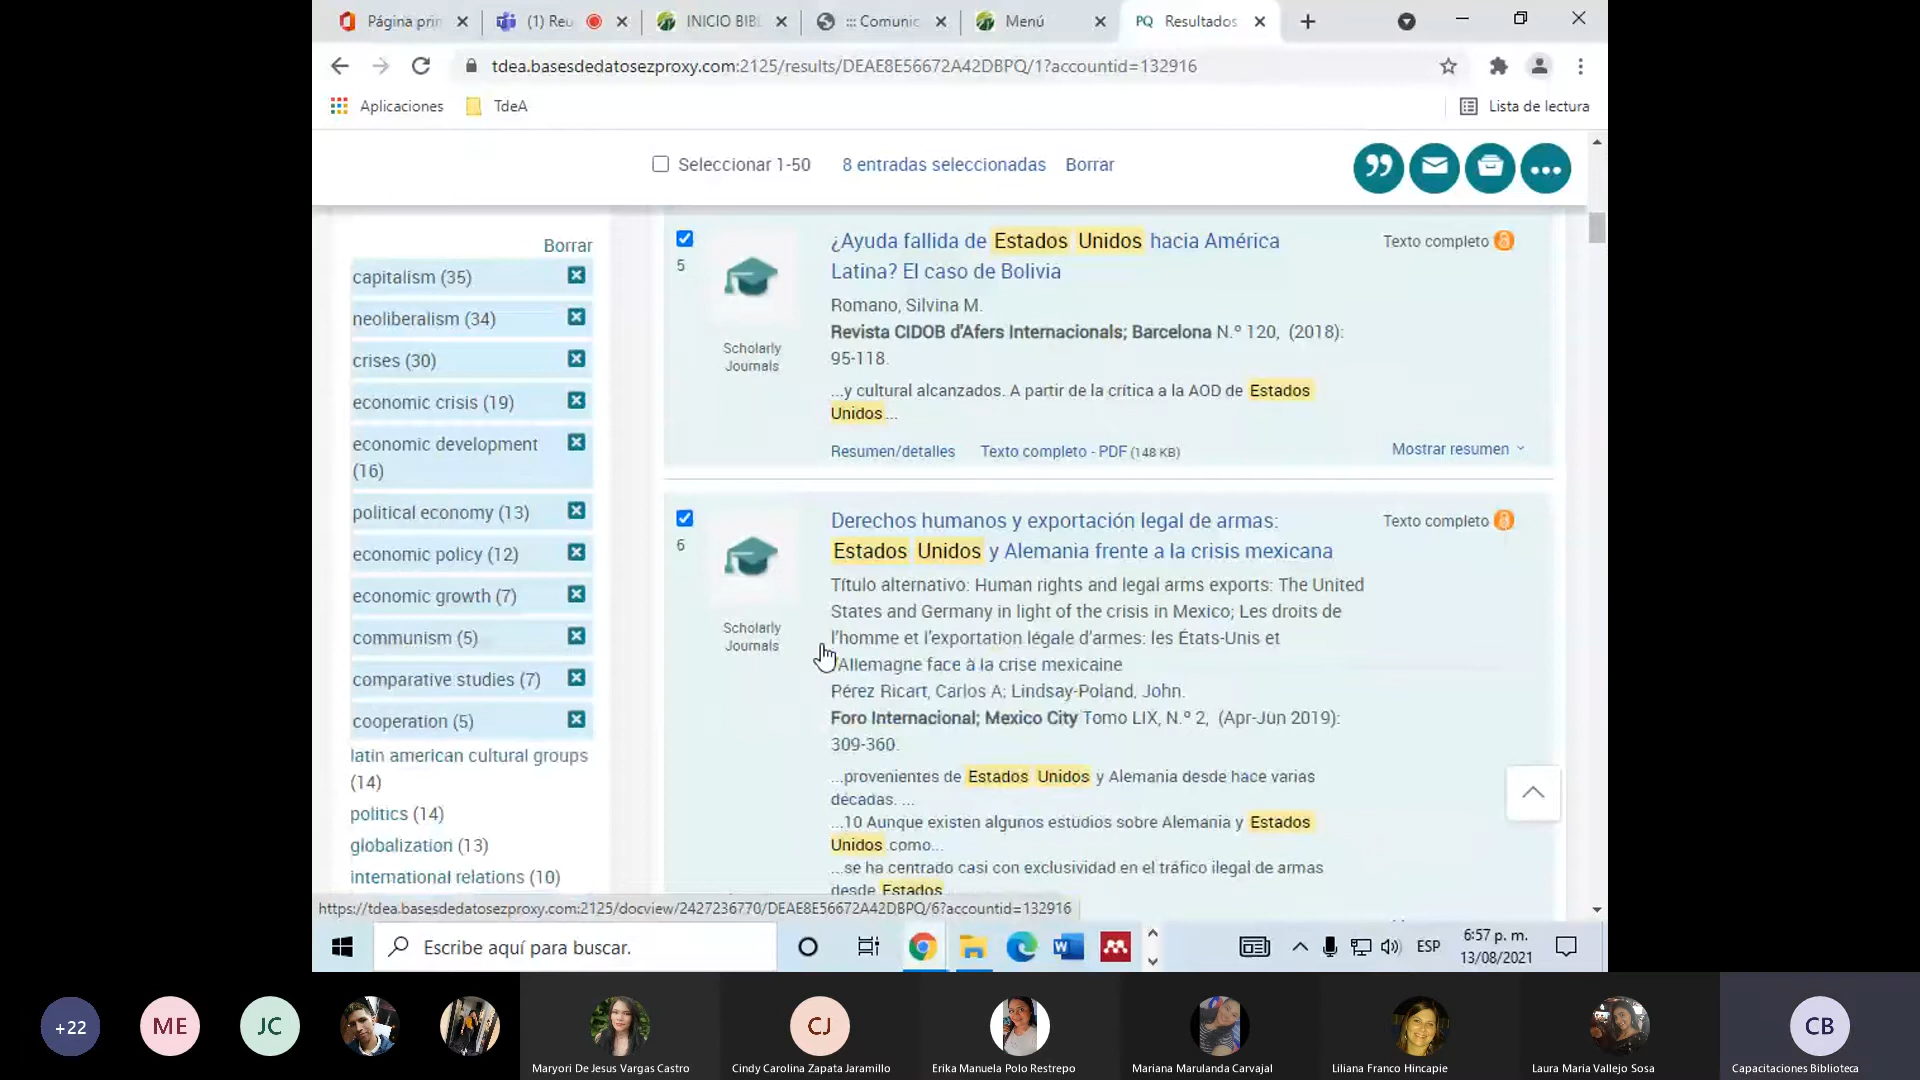 Página prin
(1) Reu
INICIO BIBL
::: Comunic
Menú
PQ Resultados
tdea.basesdedatosezproxy.com:2125/results/DEAE8E56672A42DBPQ/1?accountid=132916
Aplicaciones
TdeA
Lista de lectura
Seleccionar 1-50
8 entradas seleccionadas
Borrar
Borrar
capitalism (35)
neoliberalism (34)
crises (30)
economic crisis (19)
economic development
(16)
political economy (13)
economic policy (12)
economic growth (7)
communism (5)
comparative studies (7)
cooperation (5)
latin american cultural groups
(14)
politics (14)
globalization (13)
international relations (10)
5
Scholarly
Journals
¿Ayuda fallida de Estados Unidos hacia América
Latina? El caso de Bolivia
Texto completo
Romano, Silvina M.
Revista CIDOB d'Afers Internacionals; Barcelona N.º 120, (2018):
95-118.
...y cultural alcanzados. A partir de la crítica a la AOD de Estados
Unidos...
Resumen/detalles
Texto completo - PDF (148 KB)
Mostrar resumen
6
Scholarly
Journals
Derechos humanos y exportación legal de armas:
Estados Unidos y Alemania frente a la crisis mexicana
Texto completo
Título alternativo: Human rights and legal arms exports: The United
States and Germany in light of the crisis in Mexico; Les droits de
l'homme et l'exportation légale d'armes: les États-Unis et
l'Allemagne face à la crise mexicaine
Pérez Ricart, Carlos A; Lindsay-Poland, John.
Foro Internacional; Mexico City Tomo LIX, N.º 2, (Apr-Jun 2019):
309-360.
...provenientes de Estados Unidos y Alemania desde hace varias
décadas. ...
...10 Aunque existen algunos estudios sobre Alemania y Estados
Unidos como...
...se ha centrado casi con exclusividad en el tráfico ilegal de armas
desde Estados
https://tdea.basesdedatosezproxy.com:2125/docview/2427236770/DEAE8E56672A42DBPQ/6?accountid=132916
Escribe aquí para buscar.
ESP
6:57 p. m.
13/08/2021
+22
ME
JC
CJ
CB
Maryori De Jesus Vargas Castro
Cindy Carolina Zapata Jaramillo
Erika Manuela Polo Restrepo
Mariana Marulanda Carvajal
Liliana Franco Hincapie
Laura Maria Vallejo Sosa
Capacitaciones Biblioteca